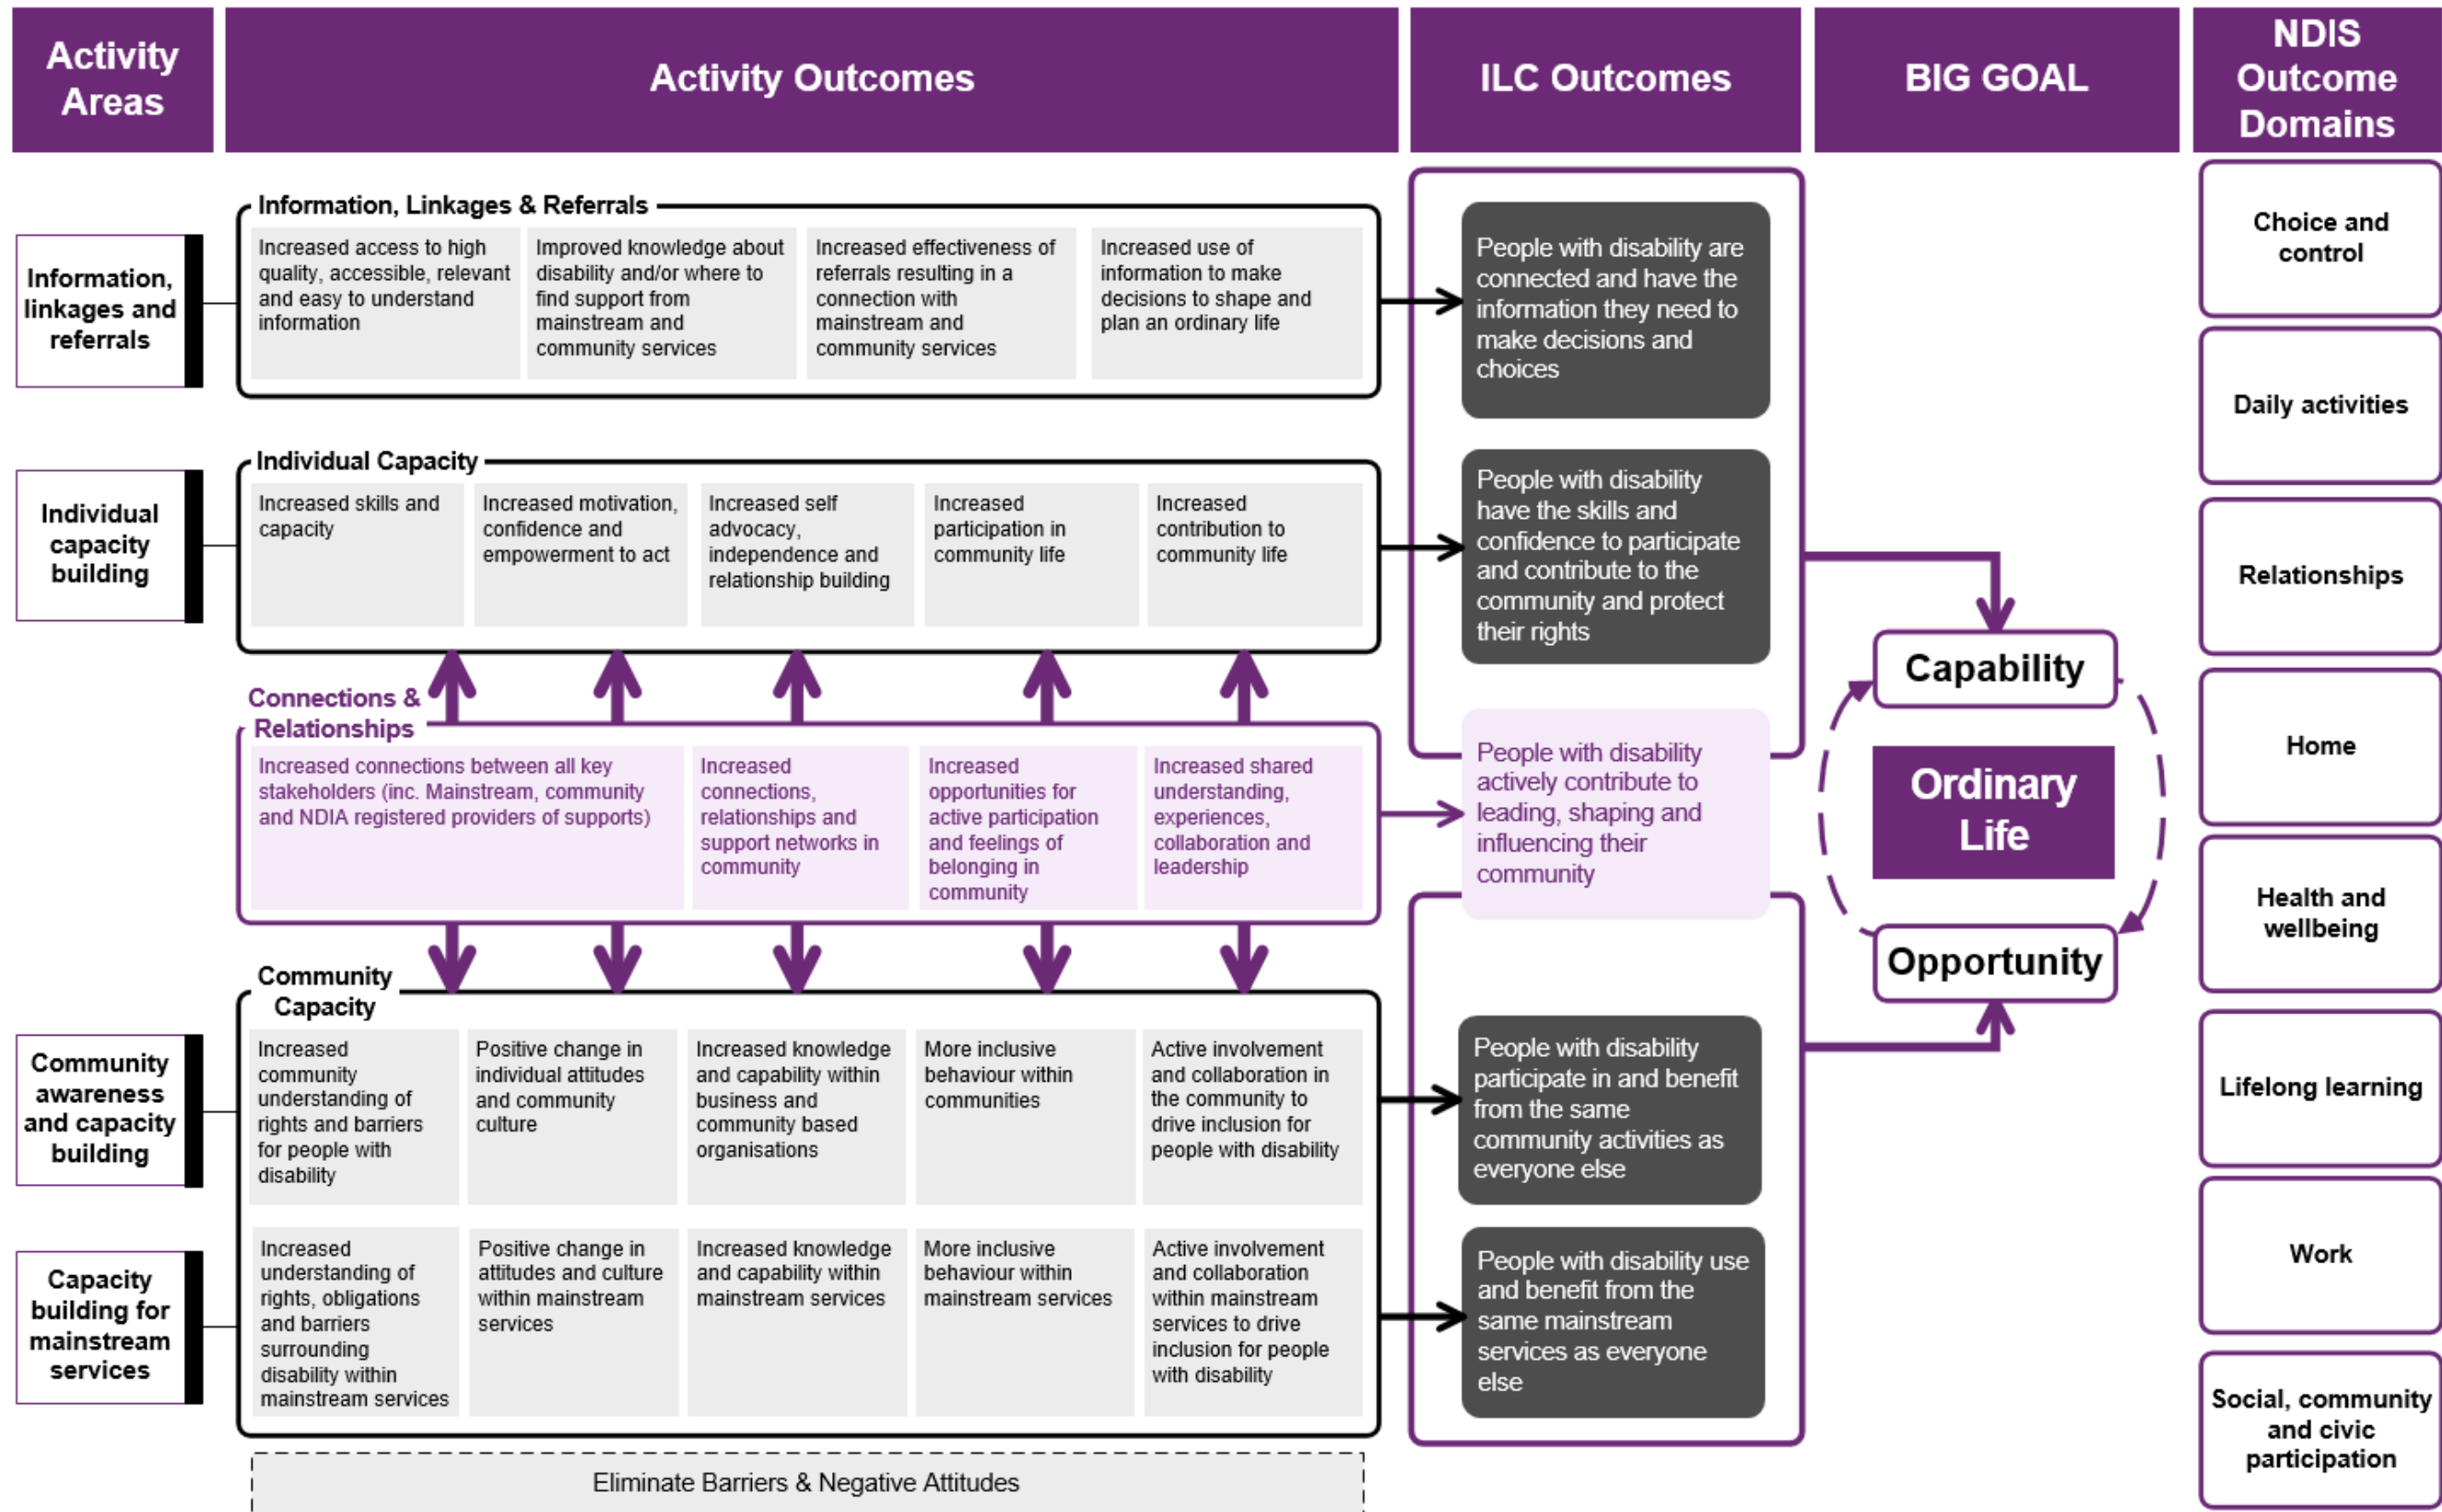 Activity
Areas
Activity Outcomes
ILC Outcomes
BIG GOAL
NDIS
Outcome
Domains
Information,
linkages and
referrals
Information, Linkages & Referrals
Increased access to high
quality, accessible, relevant
and easy to understand
information
Improved knowledge about
disability and/or where to
find support from
mainstream and
community services
Increased effectiveness of
referrals resulting in a
connection with
mainstream and
community services
Increased use of
information to make
decisions to shape and
plan an ordinary life
People with disability are
connected and have the
information they need to
make decisions and
choices
Individual
capacity
building
Individual Capacity
Increased skills and
capacity
Increased motivation,
confidence and
empowerment to act
Increased self
advocacy,
independence and
relationship building
Increased
participation in
community life
Increased
contribution to
community life
People with disability
have the skills and
confidence to participate
and contribute to the
community and protect
their rights
Connections &
Relationships
Increased connections between all key
stakeholders (inc. Mainstream, community
and NDIA registered providers of supports)
Increased
connections,
relationships and
support networks in
community
Increased
opportunities for
active participation
and feelings of
belonging in
community
Increased shared
understanding,
experiences,
collaboration and
leadership
People with disability
actively contribute to
leading, shaping and
influencing their
community
Community
Capacity
Community
awareness
and capacity
building
Increased
community
understanding of
rights and barriers
for people with
disability
Positive change in
individual attitudes
and community
culture
Increased knowledge
and capability within
business and
community based
organisations
More inclusive
behaviour within
communities
Active involvement
and collaboration in
the community to
drive inclusion for
people with disability
People with disability
participate in and benefit
from the same
community activities as
everyone else
Capacity
building for
mainstream
services
Increased
understanding of
rights, obligations
and barriers
surrounding
disability within
mainstream services
Positive change in
attitudes and culture
within mainstream
services
Increased knowledge
and capability within
mainstream services
More inclusive
behaviour within
mainstream services
Active involvement
and collaboration
within mainstream
services to drive
inclusion for people
with disability
People with disability use
and benefit from the
same mainstream
services as everyone
else
Eliminate Barriers & Negative Attitudes
Capability
Ordinary
Life
Opportunity
Choice and
control
Daily activities
Relationships
Home
Health and
wellbeing
Lifelong learning
Work
Social, community
and civic
participation